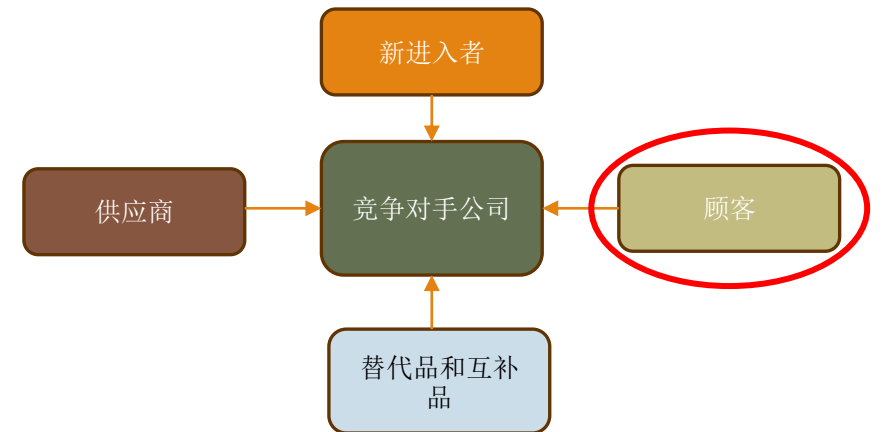 新进入者
供应商
竞争对手公司
顾客
替代品和互补
品